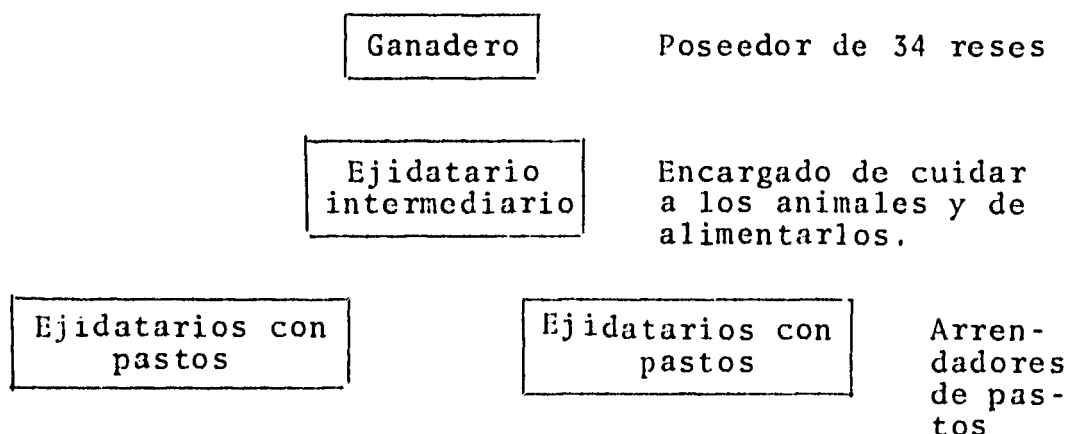 Ganadero
Poseedor de 34 reses
Ejidatario
intermediario
Encargado de cuidar
a los animales y de
alimentarlos.
Ejidatarios con
pastos
Ejidatarios con
pastos
Arren-
dadores
de pas-
tos